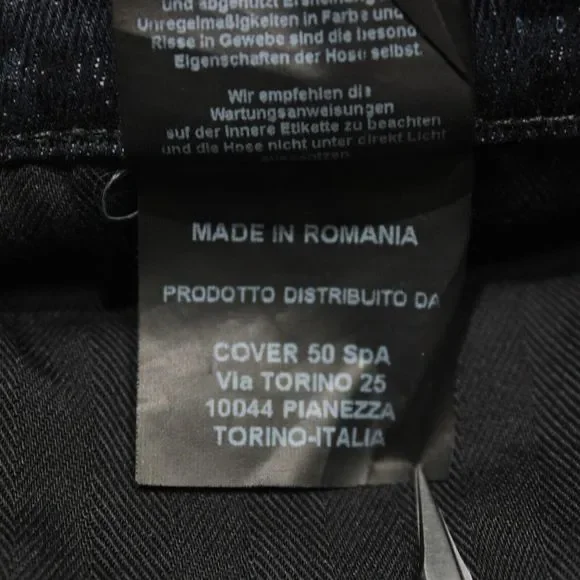 und abgenutzt
Unregelmäßigkeiten in Farbe und
Risse in Gewebe sind die besond
Eigenschaften der Hose selbst.
Wir empfehlen die
Wartungsanweisungen
auf der innere Etikette zu beachten
und die Hose nicht unter direkt Licht
MADE IN ROMANIA
PRODOTTO DISTRIBUITO DA
COVER 50 SpA
Via TORINO 25
10044 PIANEZZA
TORINO-ITALIA